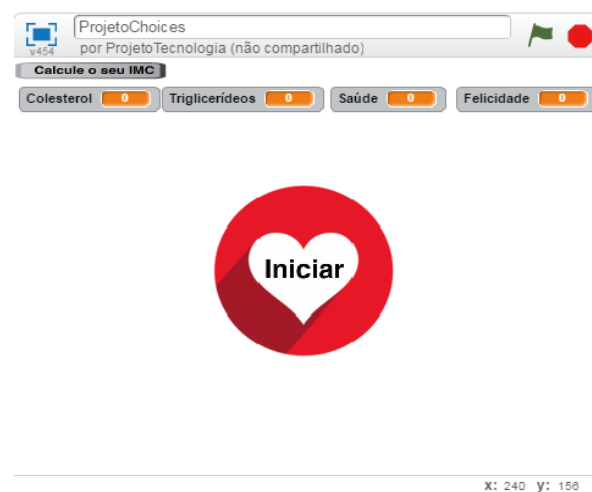 ProjetoChoices
v454
por ProjetoTecnologia (não compartilhado)
Calcule o seu IMC
Colesterol 0 Triglicerídeos 0 Saúde 0 Felicidade 0
Iniciar
x: 240 y: 156